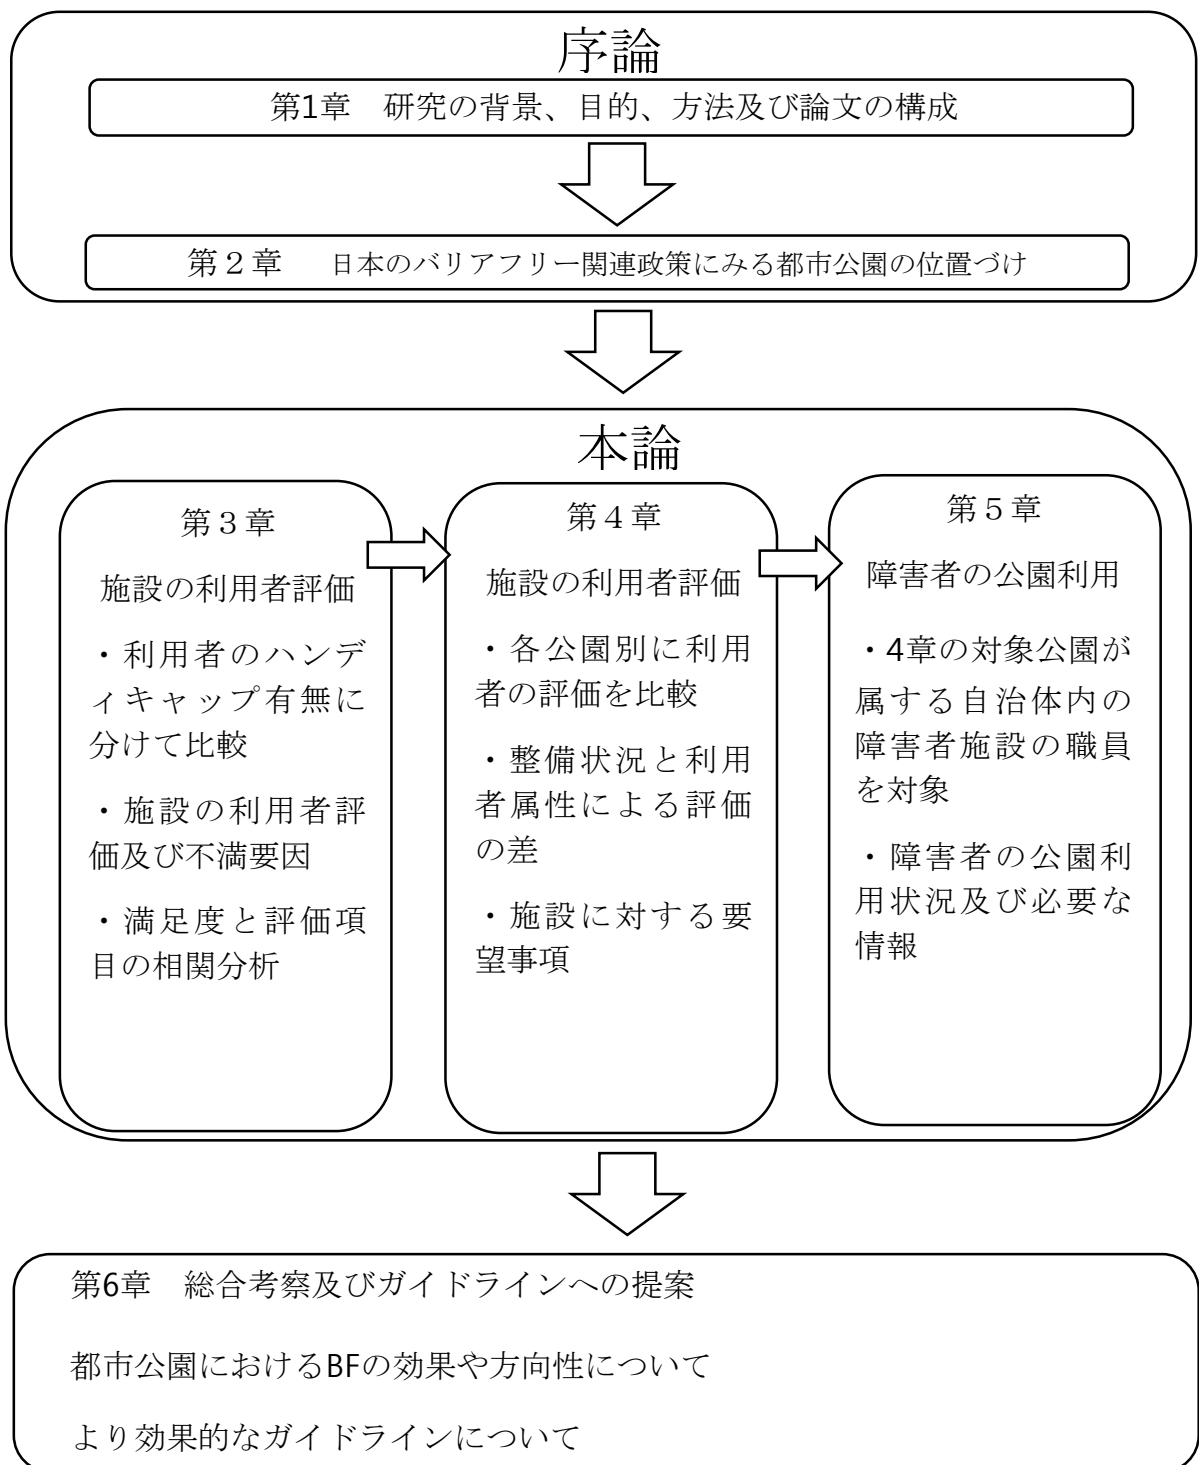 序論
第1章　研究の背景、目的、方法及び論文の構成
第２章　日本のバリアフリー関連政策にみる都市公園の位置づけ
本論
第３章
施設の利用者評価
・利用者のハンデ
ィキャップ有無に
分けて比較
・施設の利用者評
価及び不満要因
・満足度と評価項
目の相関分析
第４章
施設の利用者評価
・各公園別に利用
者の評価を比較
・整備状況と利用
者属性による評価
の差
・施設に対する要
望事項
第５章
障害者の公園利用
・4章の対象公園が
属する自治体内の
障害者施設の職員
を対象
・障害者の公園利
用状況及び必要な
情報
第6章　総合考察及びガイドラインへの提案
都市公園におけるBFの効果や方向性について
より効果的なガイドラインについて